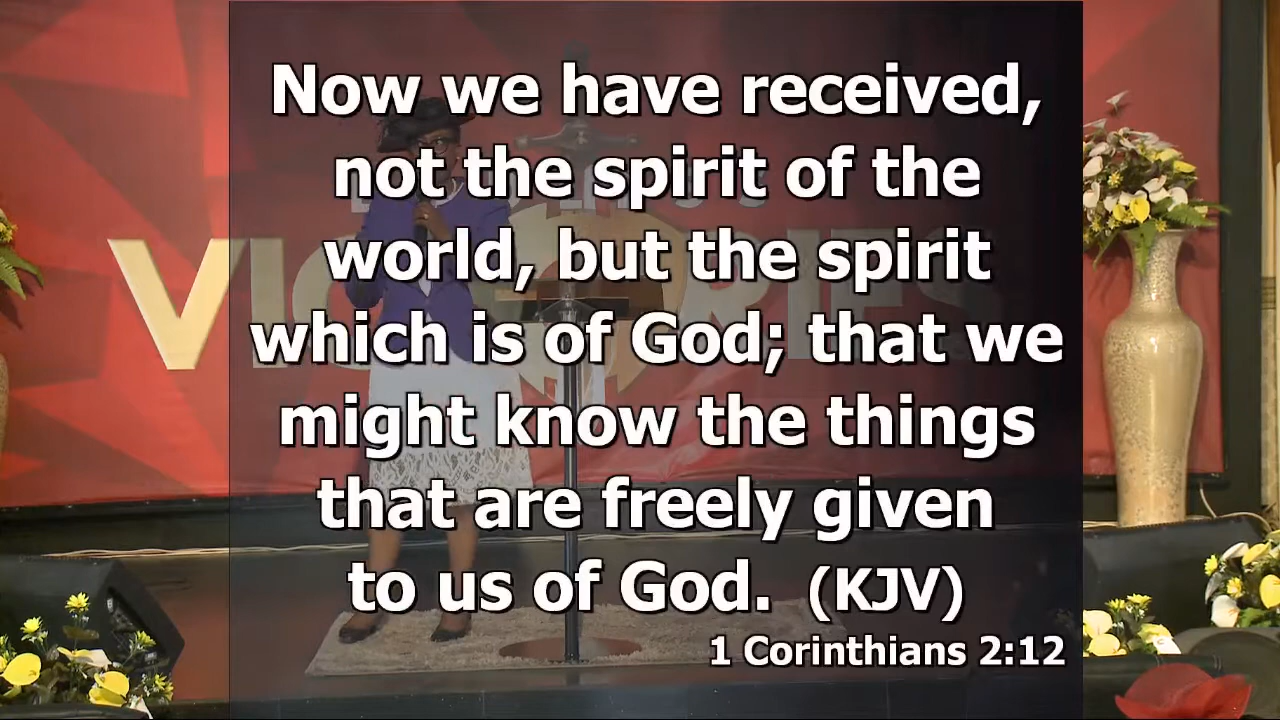 Now we have received,
not the spirit of the
world, but the spirit
which is of God; that we
might know the things
that are freely given
to us of God. (KJV)
1 Corinthians 2:12
VICTORIES